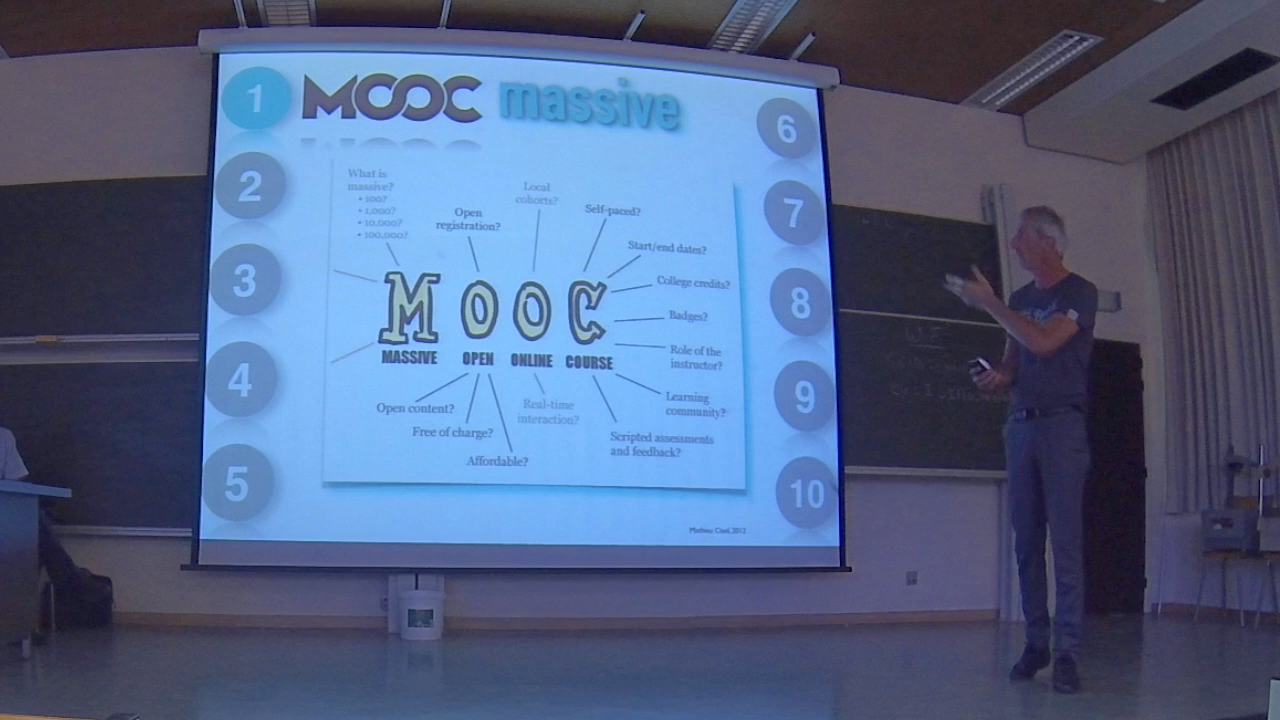 1
MOOC massive
2
3
4
5
6
7
8
9
10
What is
massive?
• 100?
• 1,000?
• 10,000?
• 100,000?
Open
registration?
Local
cohorts?
Self-paced?
Start/end dates?
College credits?
Badges?
Role of the
instructor?
Learning
community?
Scripted assessments
and feedback?
MOOC
MASSIVE OPEN ONLINE COURSE
Open content?
Free of charge?
Affordable?
Real-time
interaction?
2012